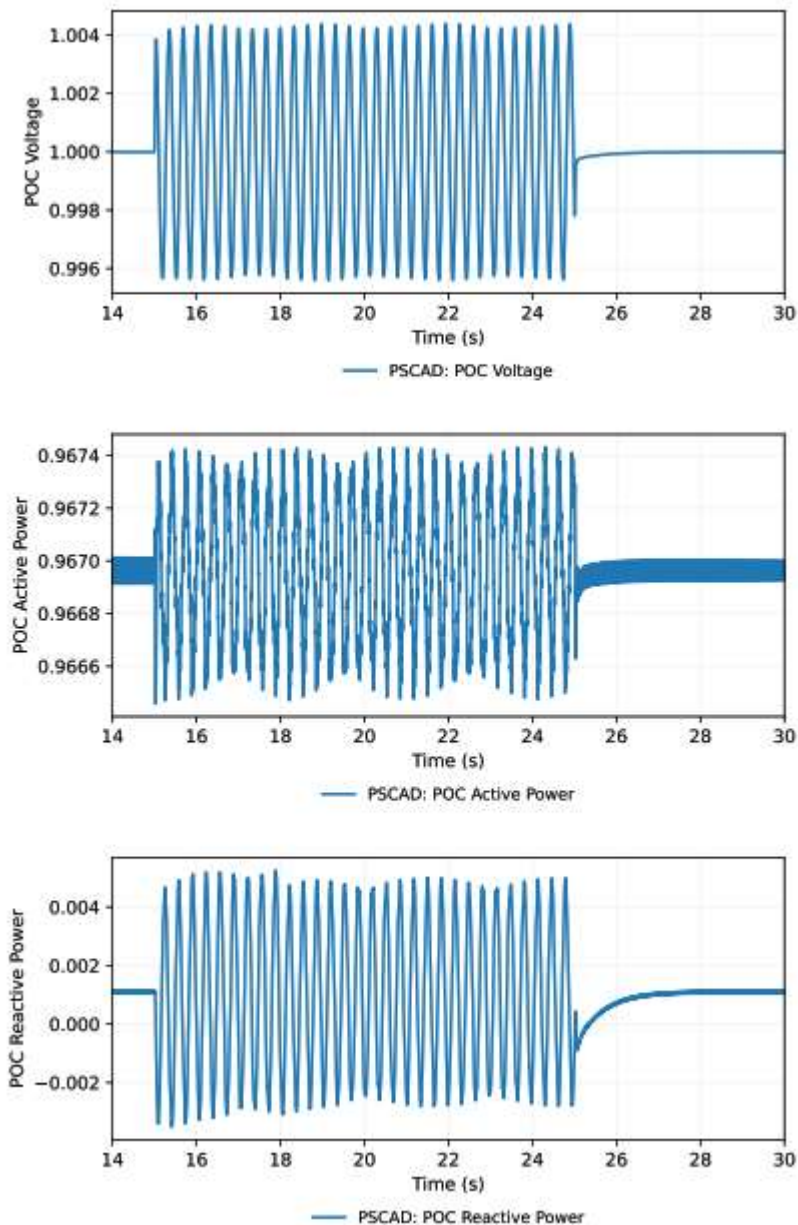 POC Voltage
1.004
1.002
1.000
0.998
0.996
14 16 18 20 22 24 26 28 30
Time (s)
PSCAD: POC Voltage
POC Active Power
0.9674
0.9672
0.9670
0.9668
0.9666
14 16 18 20 22 24 26 28 30
Time (s)
PSCAD: POC Active Power
POC Reactive Power
0.004
0.002
0.000
−0.002
14 16 18 20 22 24 26 28 30
Time (s)
PSCAD: POC Reactive Power